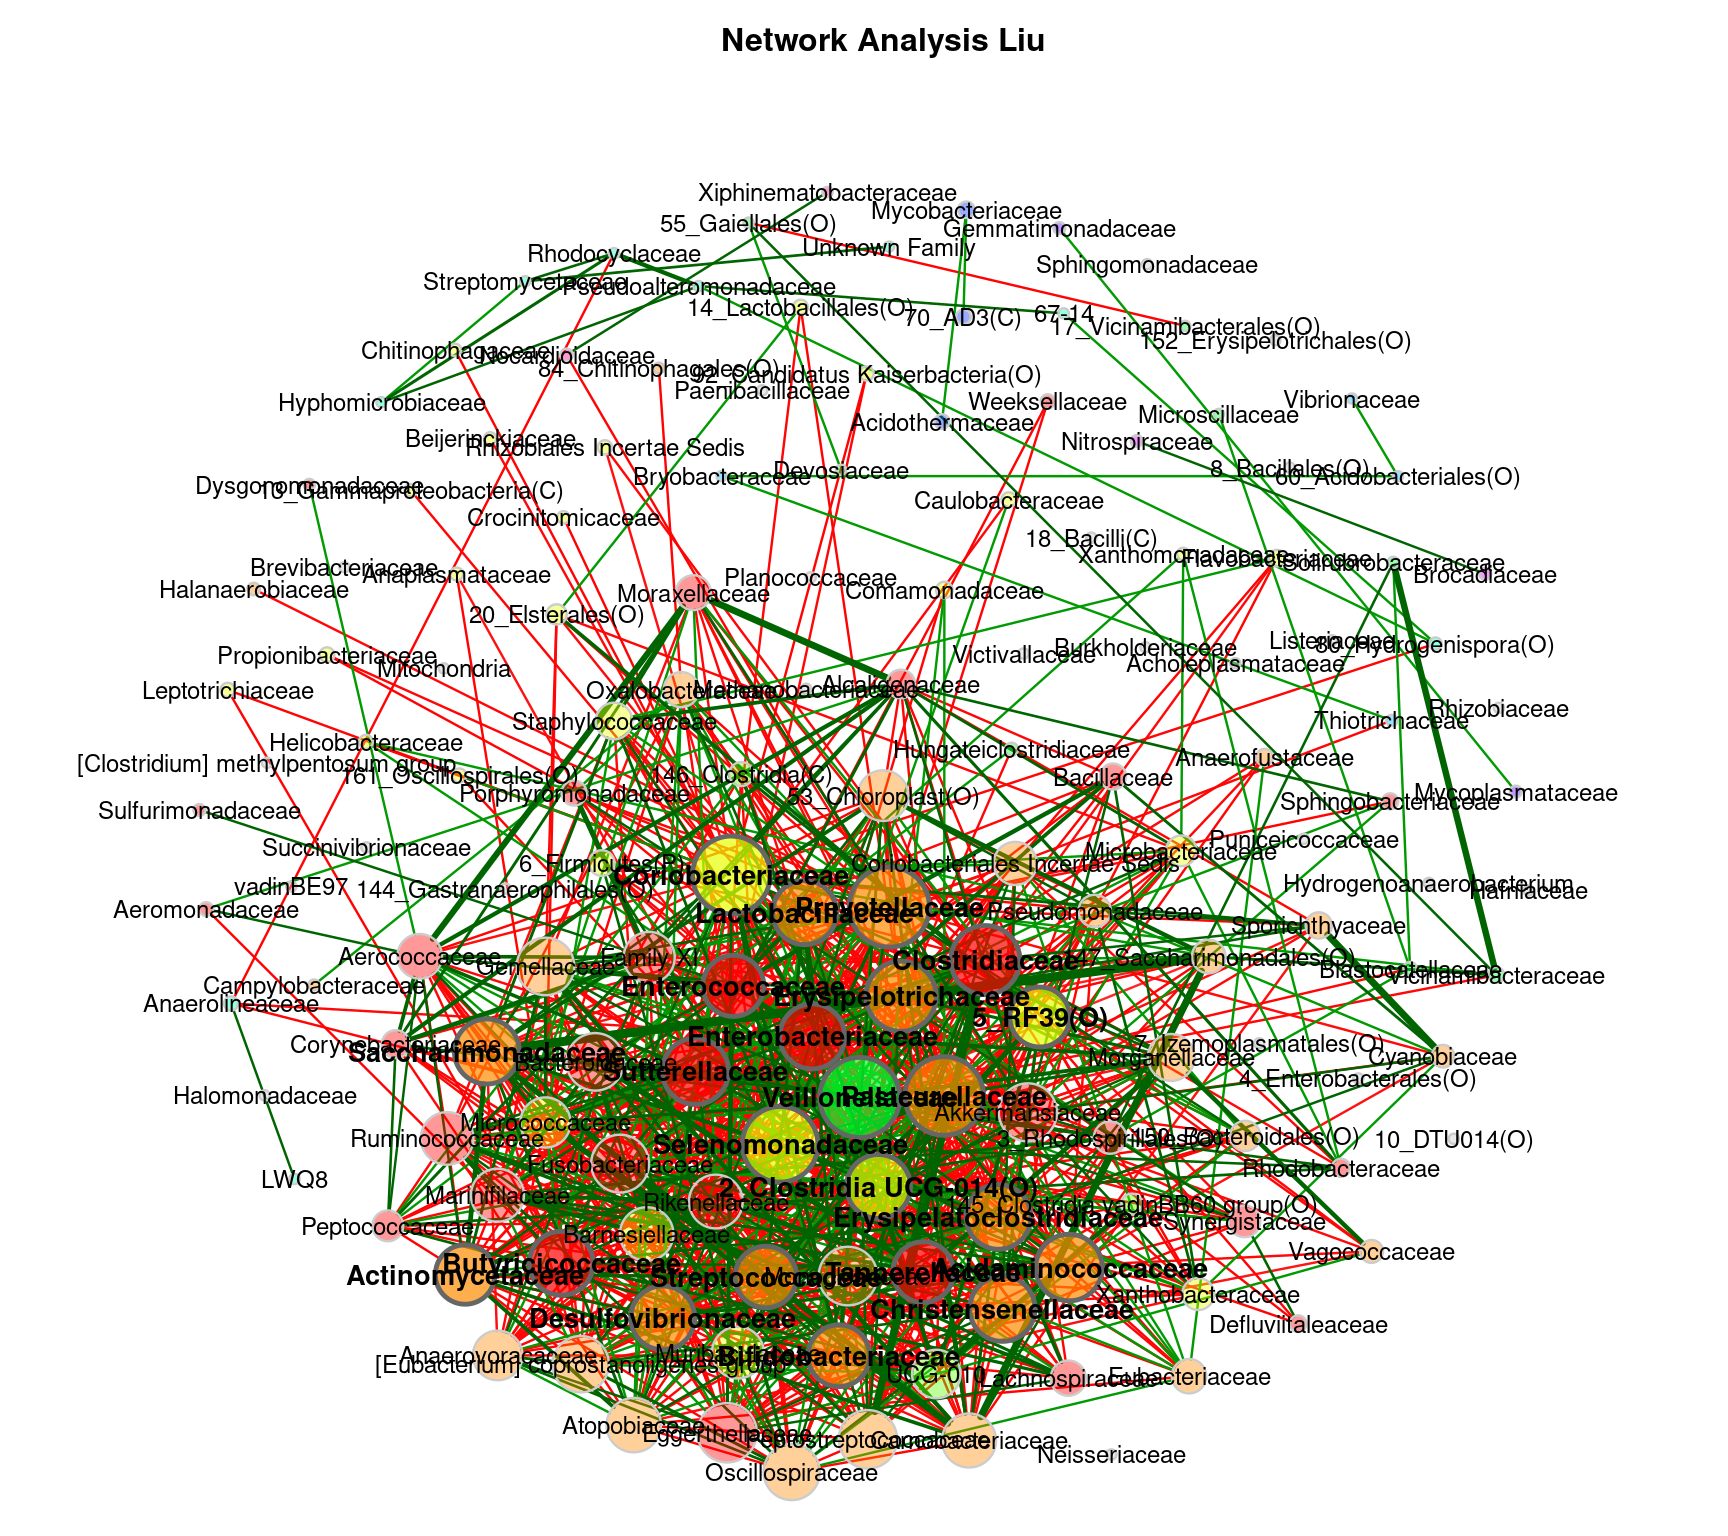 Network Analysis Liu
Xiphinematobacteraceae
Mycobacteriaceae
55_Gaiellales(O)
Gemmatimonadaceae
Unknown Family
Rhodocyclaceae
Sphingomonadaceae
Streptomycetaceae
Pseudoalteromonadaceae
14_Lactobacillales(O)
70_AD3(C)
67-14
17_Vicinamibacterales(O)
152_Erysipelotrichales(O)
Chitinophagaceae
Nocardioidaceae
84_Chitinophagales(O)
92_Candidatus Kaiserbacteria(O)
Paenibacillaceae
Hyphomicrobiaceae
Weeksellaceae
Vibrionaceae
Microscillaceae
Acidothermaceae
Beijerinckiaceae
Rhizobiales Incertae Sedis
Nitrospiraceae
Devosiaceae
8_Bacillales(O)
Bryobacteraceae
60_Acidobacteriales(O)
Dysgonomonadaceae
13_Gammaproteobacteria(C)
Caulobacteraceae
Crocinitomicaceae
18_Bacilli(C)
Xanthomonadaceae
Flavobacteriaceae
Solirubrobacteraceae
Brevibacteriaceae
Anaplasmataceae
Brocadiaceae
Planococcaceae
Halanaerobiaceae
Moraxellaceae
Comamonadaceae
20_Elsterales(O)
Listeriaceae
80_Hydrogenispora(O)
Burkholderiaceae
Victivallaceae
Acholeplasmataceae
Propionibacteriaceae
Mitochondria
Leptotrichiaceae
Oxalobacteraceae
Methanobacteriaceae
Alcaligenaceae
Rhizobiaceae
Staphylococcaceae
Thiotrichaceae
Helicobacteraceae
Hungateiclostridiaceae
Anaerofustaceae
[Clostridium] methylpentosum group
161_Oscillospirales(O)
146_Clostridia(C)
Bacillaceae
Porphyromonadaceae
53_Chloroplast(O)
Mycoplasmataceae
Sphingobacteriaceae
Sulfurimonadaceae
Puniceicoccaceae
Succinivibrionaceae
Microbacteriaceae
6_Firmicutes(P)
Coriobacteriales Incertae Sedis
Coriobacteriaceae
vadinBE97
144_Gastranaerophilales(O)
Hydrogenoanaerobacterium
Hafniaceae
Aeromonadaceae
Lactobacillaceae
Prevotellaceae
Pseudomonadaceae
Sporichthyaceae
Aerococcaceae
Gemellaceae
Family XI
Clostridiaceae
47_Saccharimonadales(O)
Blastocatellaceae
Vicinamibacteraceae
Campylobacteraceae
Enterococcaceae
Erysipelotrichaceae
Anaerolineaceae
5_RF39(O)
Enterobacteriaceae
Corynebacteriaceae
7_Izemoplasmatales(O)
Saccharimonadaceae
Morganellaceae
Cyanobiaceae
Bacteroidaceae
Sutterellaceae
4_Enterobacterales(O)
Halomonadaceae
Veillonellaceae
Pasteurellaceae
Akkermansiaceae
Micrococcaceae
Ruminococcaceae
Selenomonadaceae
3_Rhodospirillales(O)
150_Bacteroidales(O)
10_DTU014(O)
Fusobacteriaceae
Rhodobacteraceae
LWQ8
Marinifilaceae
Rikenellaceae
2_Clostridia UCG-014(O)
145_Clostridia vadinBB60 group(O)
Peptococcaceae
Barnesiellaceae
Erysipelatoclostridiaceae
Synergistaceae
Vagococcaceae
Butyricicoccaceae
Actinomycetaceae
Streptococcaceae
Tannerellaceae
Acidaminococcaceae
Xanthobacteraceae
Desulfovibrionaceae
Christensenellaceae
Defluviitaleaceae
Anaerovoracaceae
[Eubacterium] coprostanoligenes group
Muribaculaceae
Bifidobacteriaceae
UCG-010
Lachnospiraceae
Eubacteriaceae
Atopobiaceae
Eggerthellaceae
Peptostreptococcaceae
Carnobacteriaceae
Neisseriaceae
Oscillospiraceae